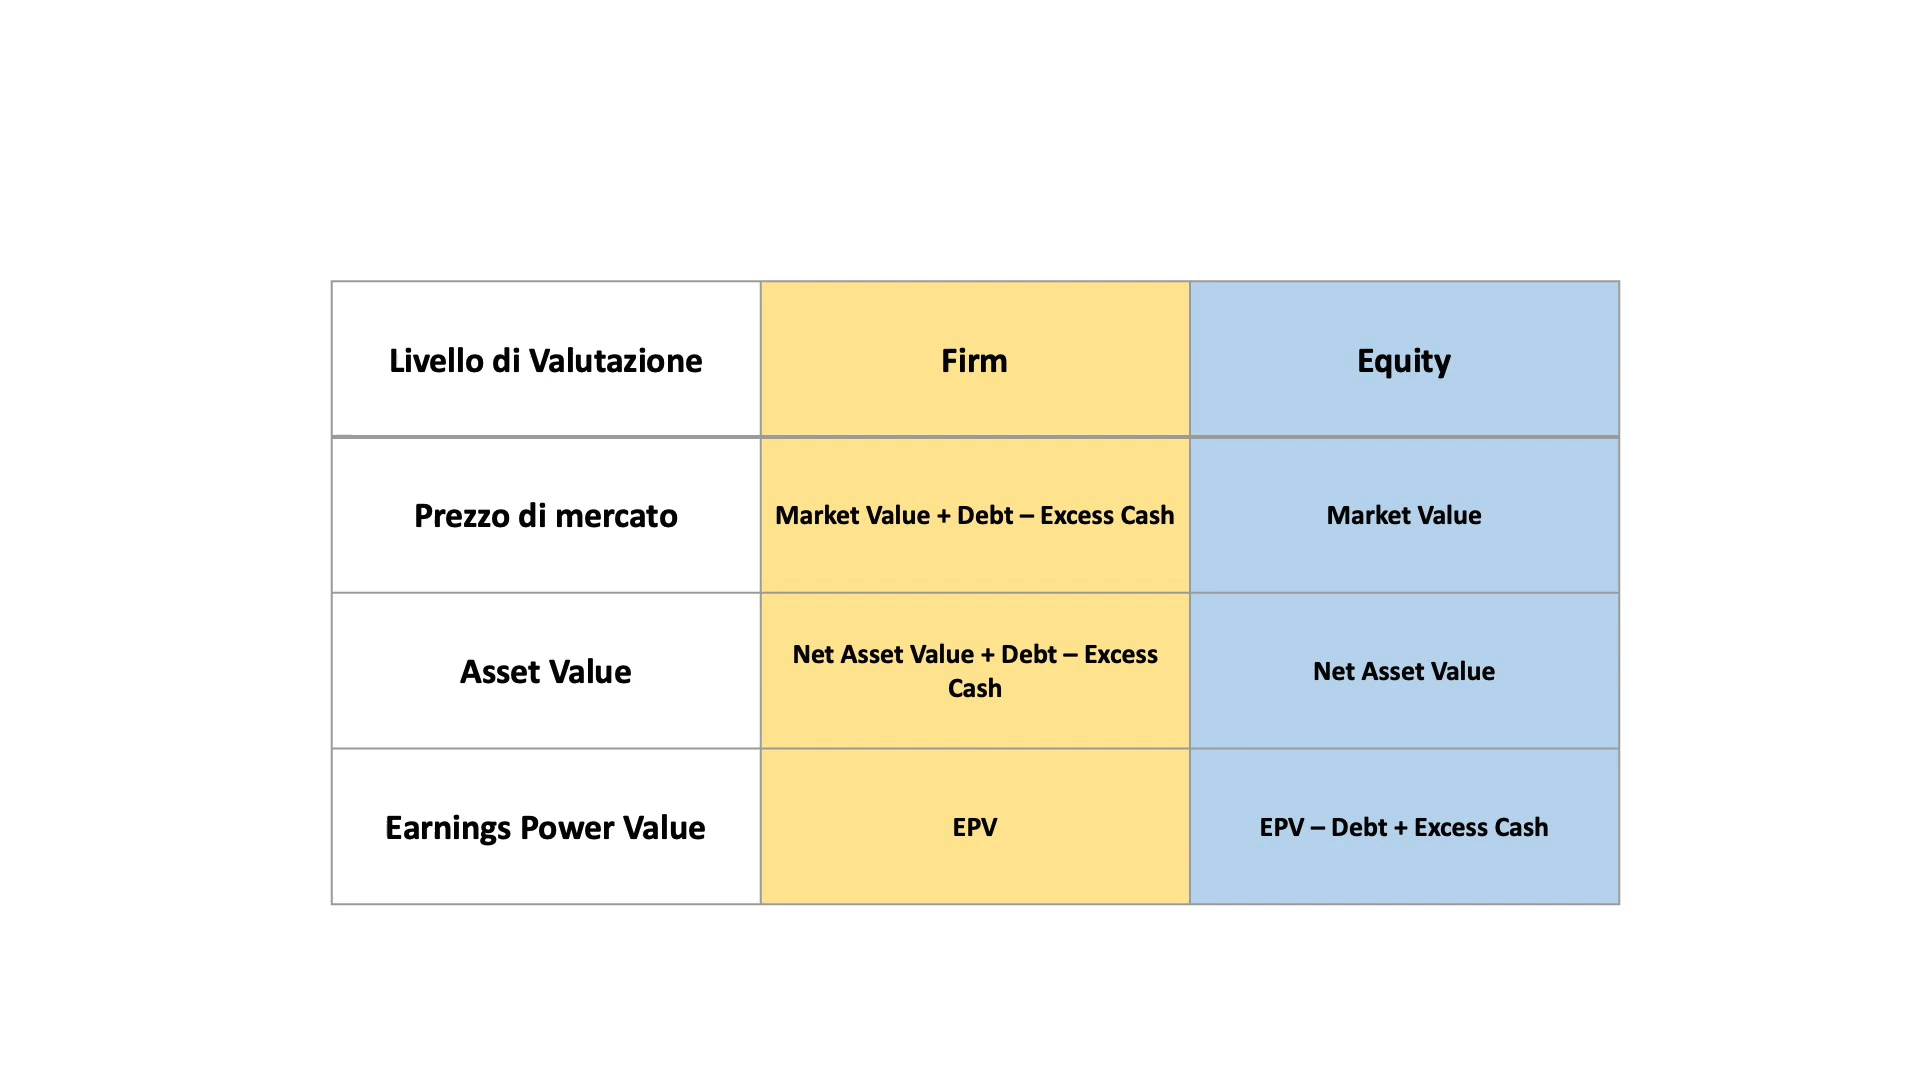 Livello di Valutazione
Firm
Equity
Prezzo di mercato
Market Value + Debt – Excess Cash
Market Value
Asset Value
Net Asset Value + Debt – Excess
Cash
Net Asset Value
Earnings Power Value
EPV
EPV – Debt + Excess Cash